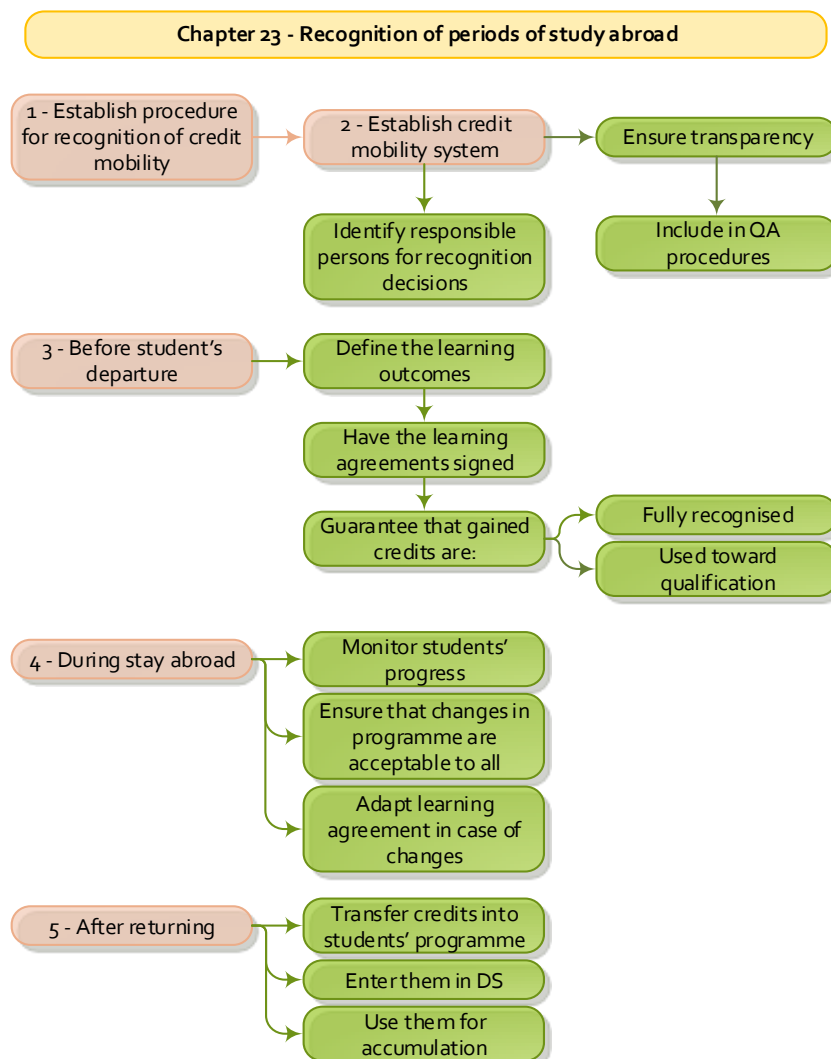 Chapter 23 - Recognition of periods of study abroad
1 - Establish procedure
for recognition of credit
mobility
2 - Establish credit
mobility system
Ensure transparency
Identify responsible
persons for recognition
decisions
Include in QA
procedures
3 - Before student’s
departure
Define the learning
outcomes
Have the learning
agreements signed
Guarantee that gained
credits are:
Fully recognised
Used toward
qualification
4 - During stay abroad
Monitor students’
progress
Ensure that changes in
programme are
acceptable to all
Adapt learning
agreement in case of
changes
5 - After returning
Transfer credits into
students’ programme
Enter them in DS
Use them for
accumulation